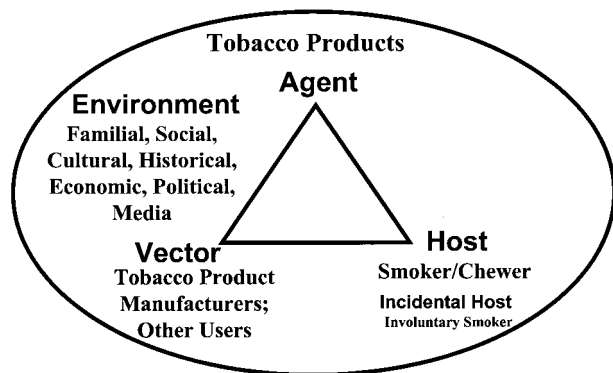 Tobacco Products
Agent
Environment
Familial, Social,
Cultural, Historical,
Economic, Political,
Media
Vector
Tobacco Product
Manufacturers;
Other Users
Host
Smoker/Chewer
Incidental Host
Involuntary Smoker